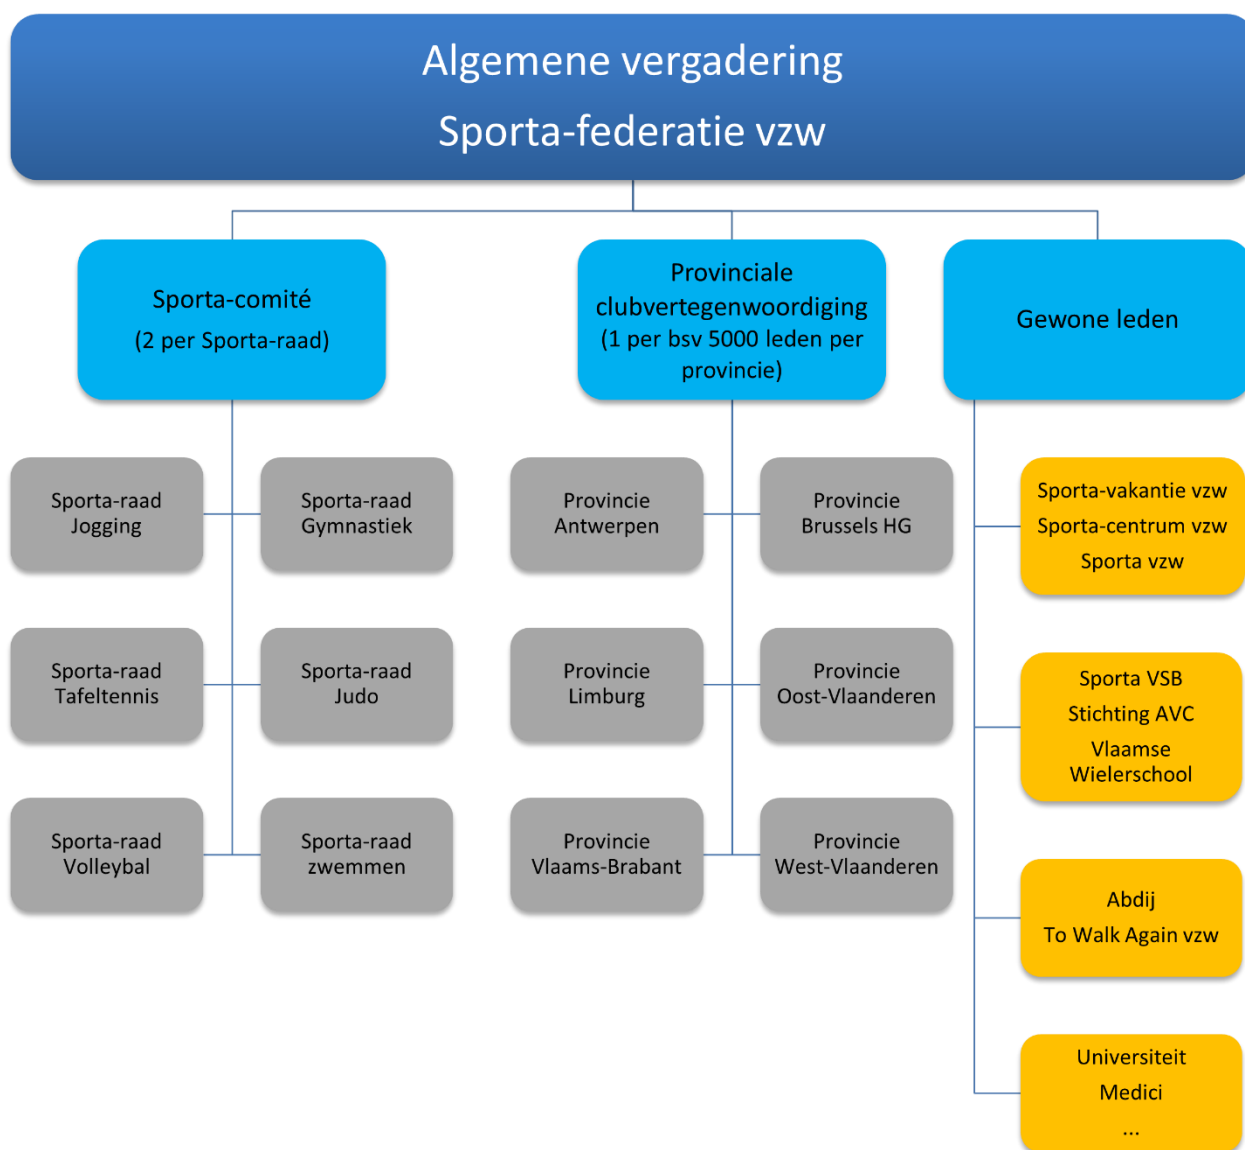 Algemene vergadering
Sporta-federatie vzw
Sporta-comité
(2 per Sporta-raad)
Provinciale
clubvertegenwoordiging
(1 per bsv 5000 leden per
provincie)
Gewone leden
Sporta-raad
Jogging
Sporta-raad
Gymnastiek
Sporta-raad
Tafeltennis
Sporta-raad
Judo
Sporta-raad
Volleybal
Sporta-raad
zwemmen
Provincie
Antwerpen
Provincie
Brussels HG
Provincie
Limburg
Provincie
Oost-Vlaanderen
Provincie
Vlaams-Brabant
Provincie
West-Vlaanderen
Sporta-vakantie vzw
Sporta-centrum vzw
Sporta vzw
Sporta VSB
Stichting AVC
Vlaamse
Wielerschool
Abdij
To Walk Again vzw
Universiteit
Medici
...